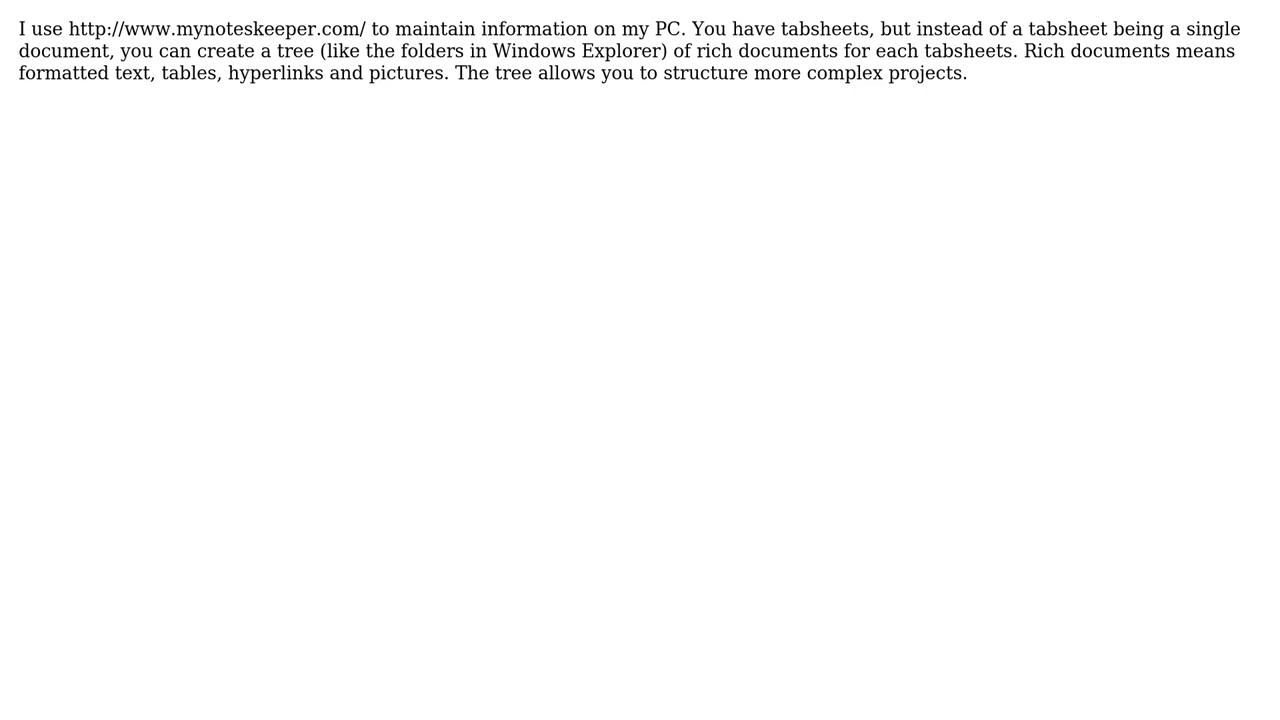 I use http://www.mynoteskeeper.com/ to maintain information on my PC. You have tabsheets, but instead of a tabsheet being a single
document, you can create a tree (like the folders in Windows Explorer) of rich documents for each tabsheets. Rich documents means
formatted text, tables, hyperlinks and pictures. The tree allows you to structure more complex projects.